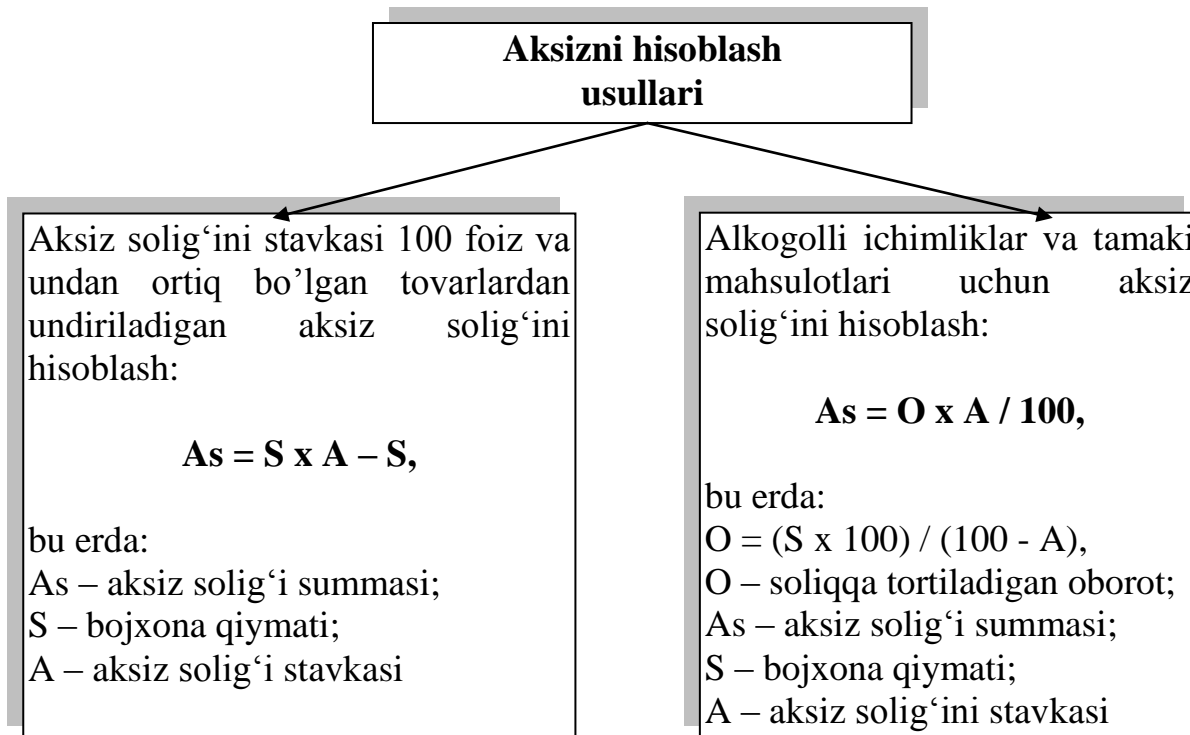 Aksizni hisoblash
usullari
Aksiz solig‘ini stavkasi 100 foiz va
undan ortiq bo’lgan tovarlardan
undiriladigan aksiz solig‘ini
hisoblash:
As = S x A – S,
bu erda:
As – aksiz solig‘i summasi;
S – bojxona qiymati;
A – aksiz solig‘i stavkasi
Alkogolli ichimliklar va tamaki
mahsulotlari uchun aksiz
solig‘ini hisoblash:
As = O x A / 100,
bu erda:
O = (S x 100) / (100 - A),
O – soliqqa tortiladigan oborot;
As – aksiz solig‘i summasi;
S – bojxona qiymati;
A – aksiz solig‘ini stavkasi